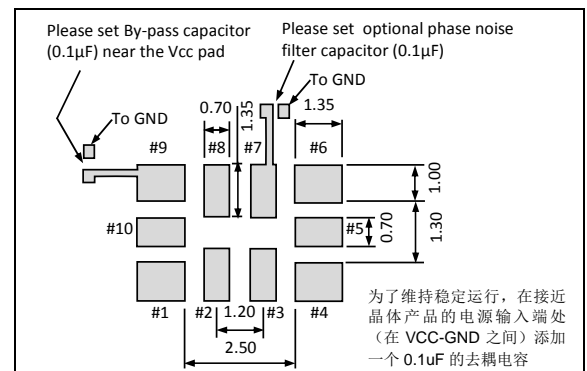 Please set By-pass capacitor
(0.1µF) near the Vcc pad
Please set optional phase noise
filter capacitor (0.1µF)
To GND
To GND
0.70
1.35
1.35
#9
#8
#7
#6
1.00
#10
#5
0.70
1.30
#1
#2
1.20
#3
#4
2.50
为了维持稳定运行，在接近
晶体产品的电源输入端处
（在 VCC-GND 之间）添加
一个 0.1uF 的去耦电容